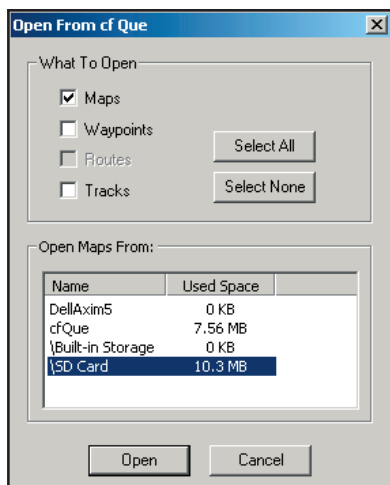 Open From cf Que
What To Open
Maps
Waypoints
Routes
Tracks
Select All
Select None
Open Maps From:
Name Used Space
DellAxim5 0 KB
cfQue 7.56 MB
\Built-in Storage 0 KB
\SD Card 10.3 MB
Open Cancel